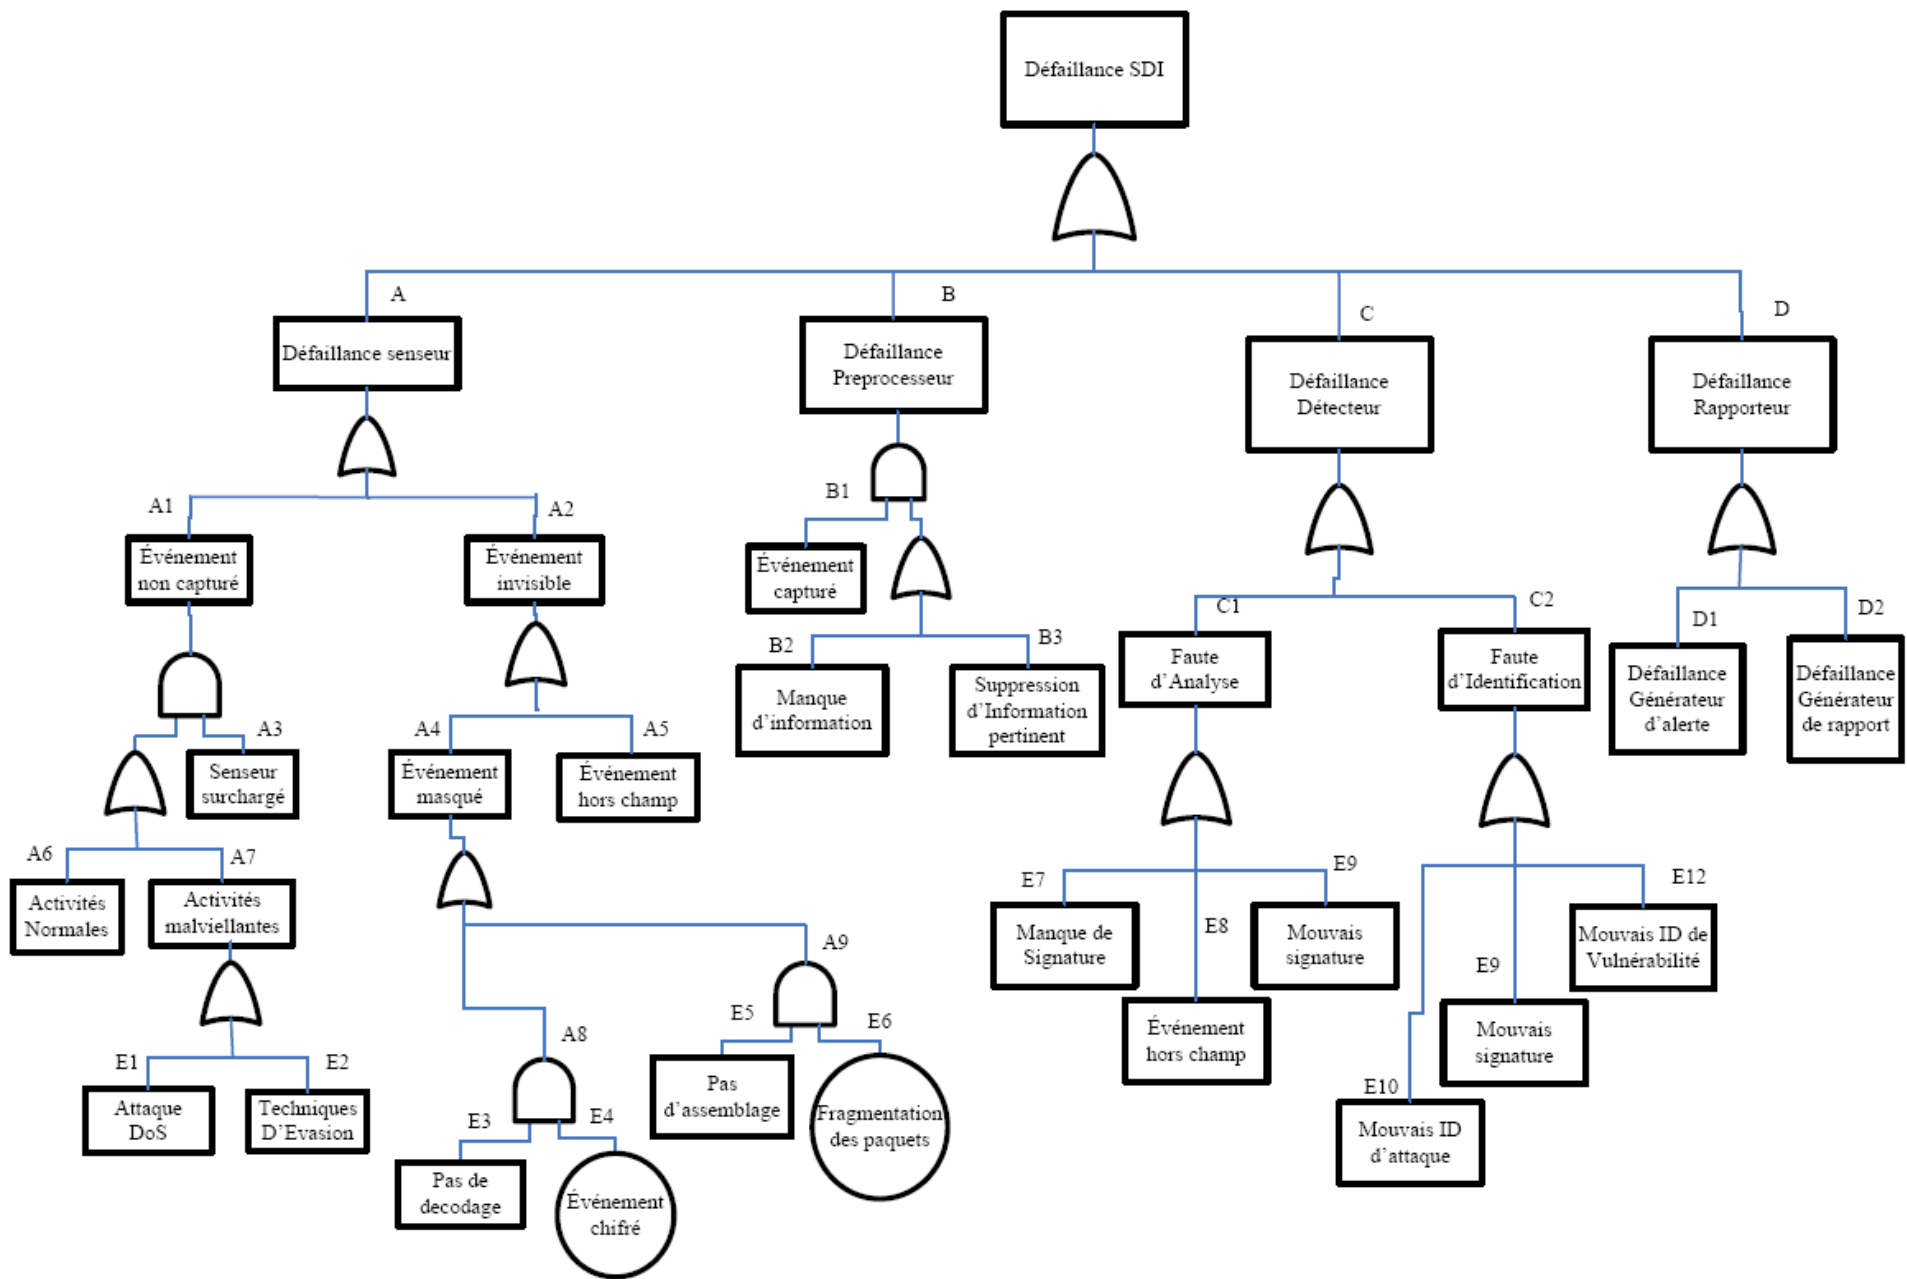 Défaillance SDI
A
B
C
D
Défaillance senseur
Défaillance
Preprocesseur
Défaillance
Détecteur
Défaillance
Rapporteur
A1
A2
B1
Événement
non capturé
Événement
invisible
Événement
capturé
C1
C2
D1
D2
B2
B3
Manque
d'information
Suppression
d'Information
pertinent
Faute
d'Analyse
Faute
d'Identification
Défaillance
Générateur
d'alerte
Défaillance
Générateur
de rapport
A3
A4
A5
Senseur
surchargé
Événement
masqué
Événement
hors champ
A6
A7
Activités
Normales
Activités
malviellantes
E7
E8
E9
E9
E12
Manque de
Signature
Mouvais
signature
Mouvais ID de
Vulnérabilité
A9
A8
E5
E6
Événement
hors champ
Mouvais
signature
E1
E2
Attaque
DoS
Techniques
D'Evasion
E3
E4
Pas
d'assemblage
Fragmentation
des paquets
E10
Mouvais ID
d'attaque
Pas de
decodage
Événement
chifré